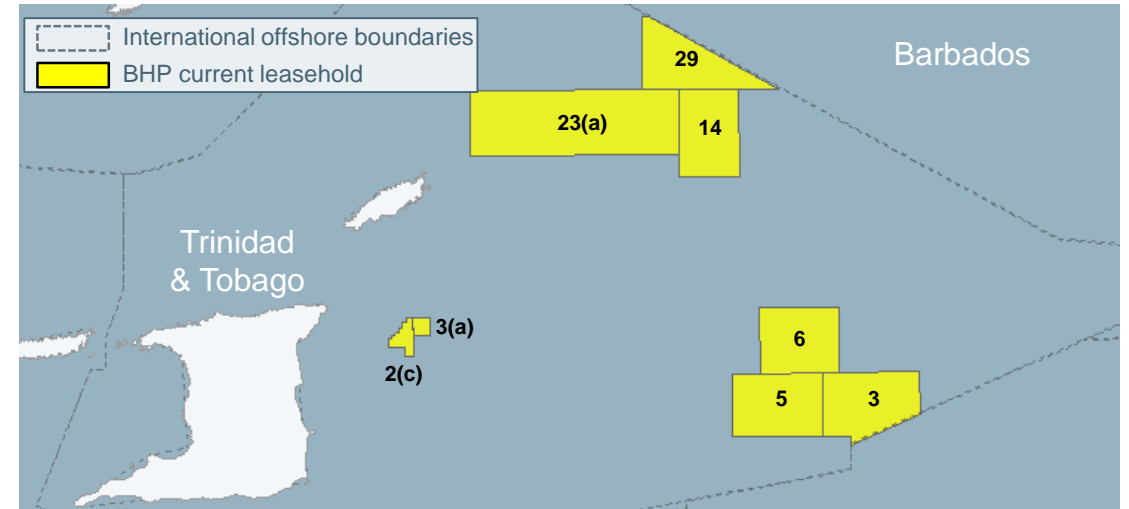 International offshore boundaries
BHP current leasehold
29
Barbados
23(a)
14
Trinidad
& Tobago
3(a)
2(c)
6
5
3